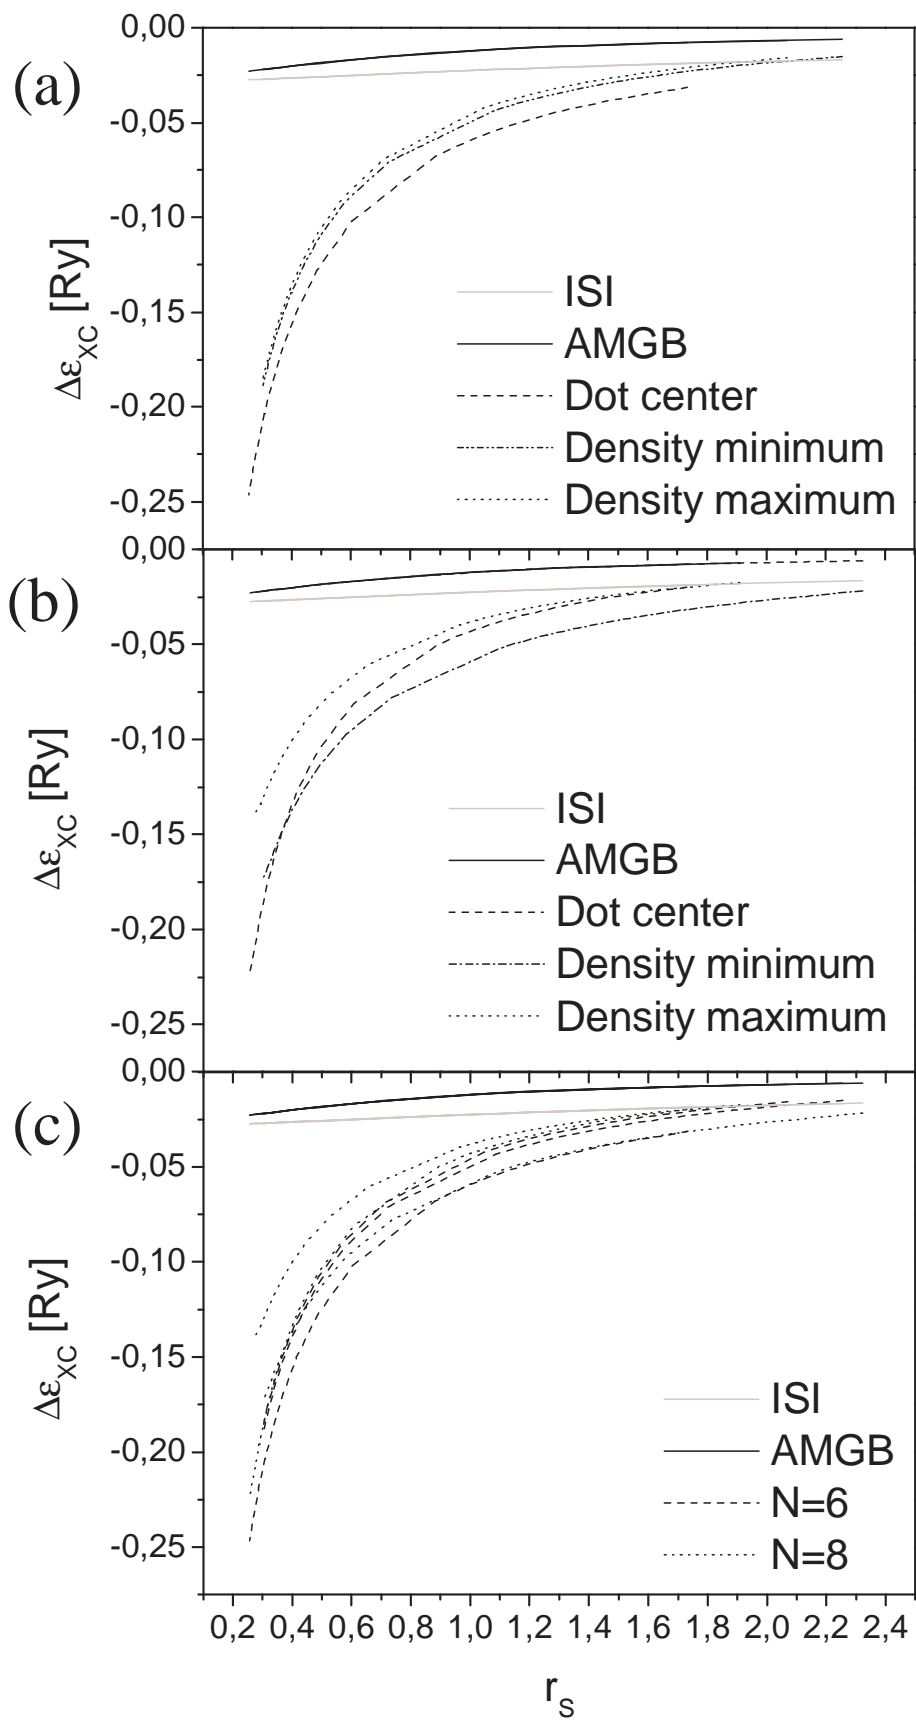 (a)
Δε_XC [Ry]
0,00
-0,05
-0,10
-0,15
-0,20
-0,25
ISI
AMGB
Dot center
Density minimum
Density maximum
(b)
Δε_XC [Ry]
0,00
-0,05
-0,10
-0,15
-0,20
-0,25
ISI
AMGB
Dot center
Density minimum
Density maximum
(c)
Δε_XC [Ry]
0,00
-0,05
-0,10
-0,15
-0,20
-0,25
ISI
AMGB
N=6
N=8
0,2 0,4 0,6 0,8 1,0 1,2 1,4 1,6 1,8 2,0 2,2 2,4
r_S